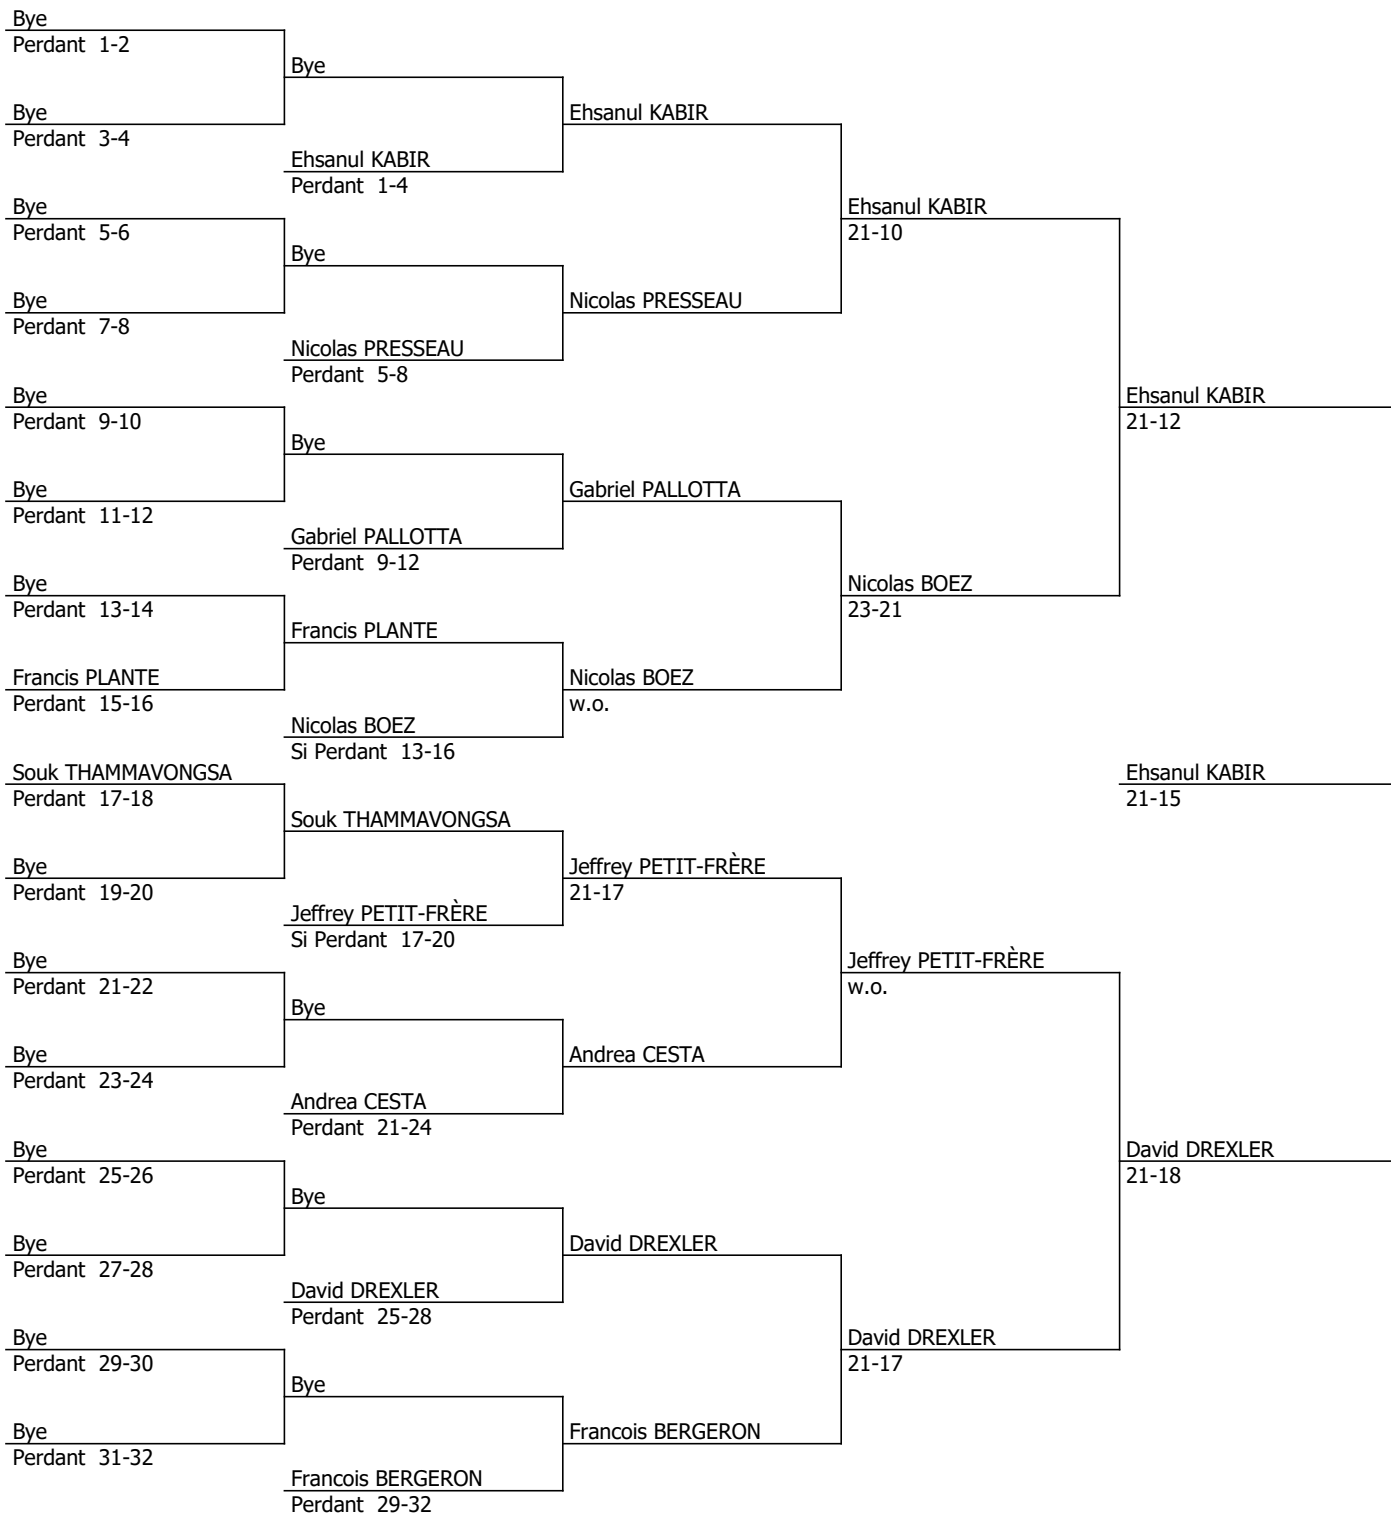 Bye
Perdant 1-2
Bye
Perdant 3-4
Bye
Perdant 5-6
Bye
Perdant 7-8
Bye
Perdant 9-10
Bye
Perdant 11-12
Bye
Perdant 13-14
Francis PLANTE
Perdant 15-16
Souk THAMMAVONGSA
Perdant 17-18
Bye
Perdant 19-20
Bye
Perdant 21-22
Bye
Perdant 23-24
Bye
Perdant 25-26
Bye
Perdant 27-28
Bye
Perdant 29-30
Bye
Perdant 31-32
Bye
Ehsanul KABIR
Perdant 1-4
Bye
Nicolas PRESSEAU
Perdant 5-8
Bye
Gabriel PALLOTTA
Perdant 9-12
Francis PLANTE
Nicolas BOEZ
Si Perdant 13-16
Souk THAMMAVONGSA
Jeffrey PETIT-FRÈRE
Si Perdant 17-20
Bye
Andrea CESTA
Perdant 21-24
Bye
David DREXLER
Perdant 25-28
Bye
Francois BERGERON
Perdant 29-32
Ehsanul KABIR
Nicolas PRESSEAU
Gabriel PALLOTTA
Nicolas BOEZ
w.o.
Jeffrey PETIT-FRÈRE
21-17
Andrea CESTA
David DREXLER
Francois BERGERON
Ehsanul KABIR
21-10
Nicolas BOEZ
23-21
Jeffrey PETIT-FRÈRE
w.o.
David DREXLER
21-17
Ehsanul KABIR
21-12
Ehsanul KABIR
21-15
David DREXLER
21-18